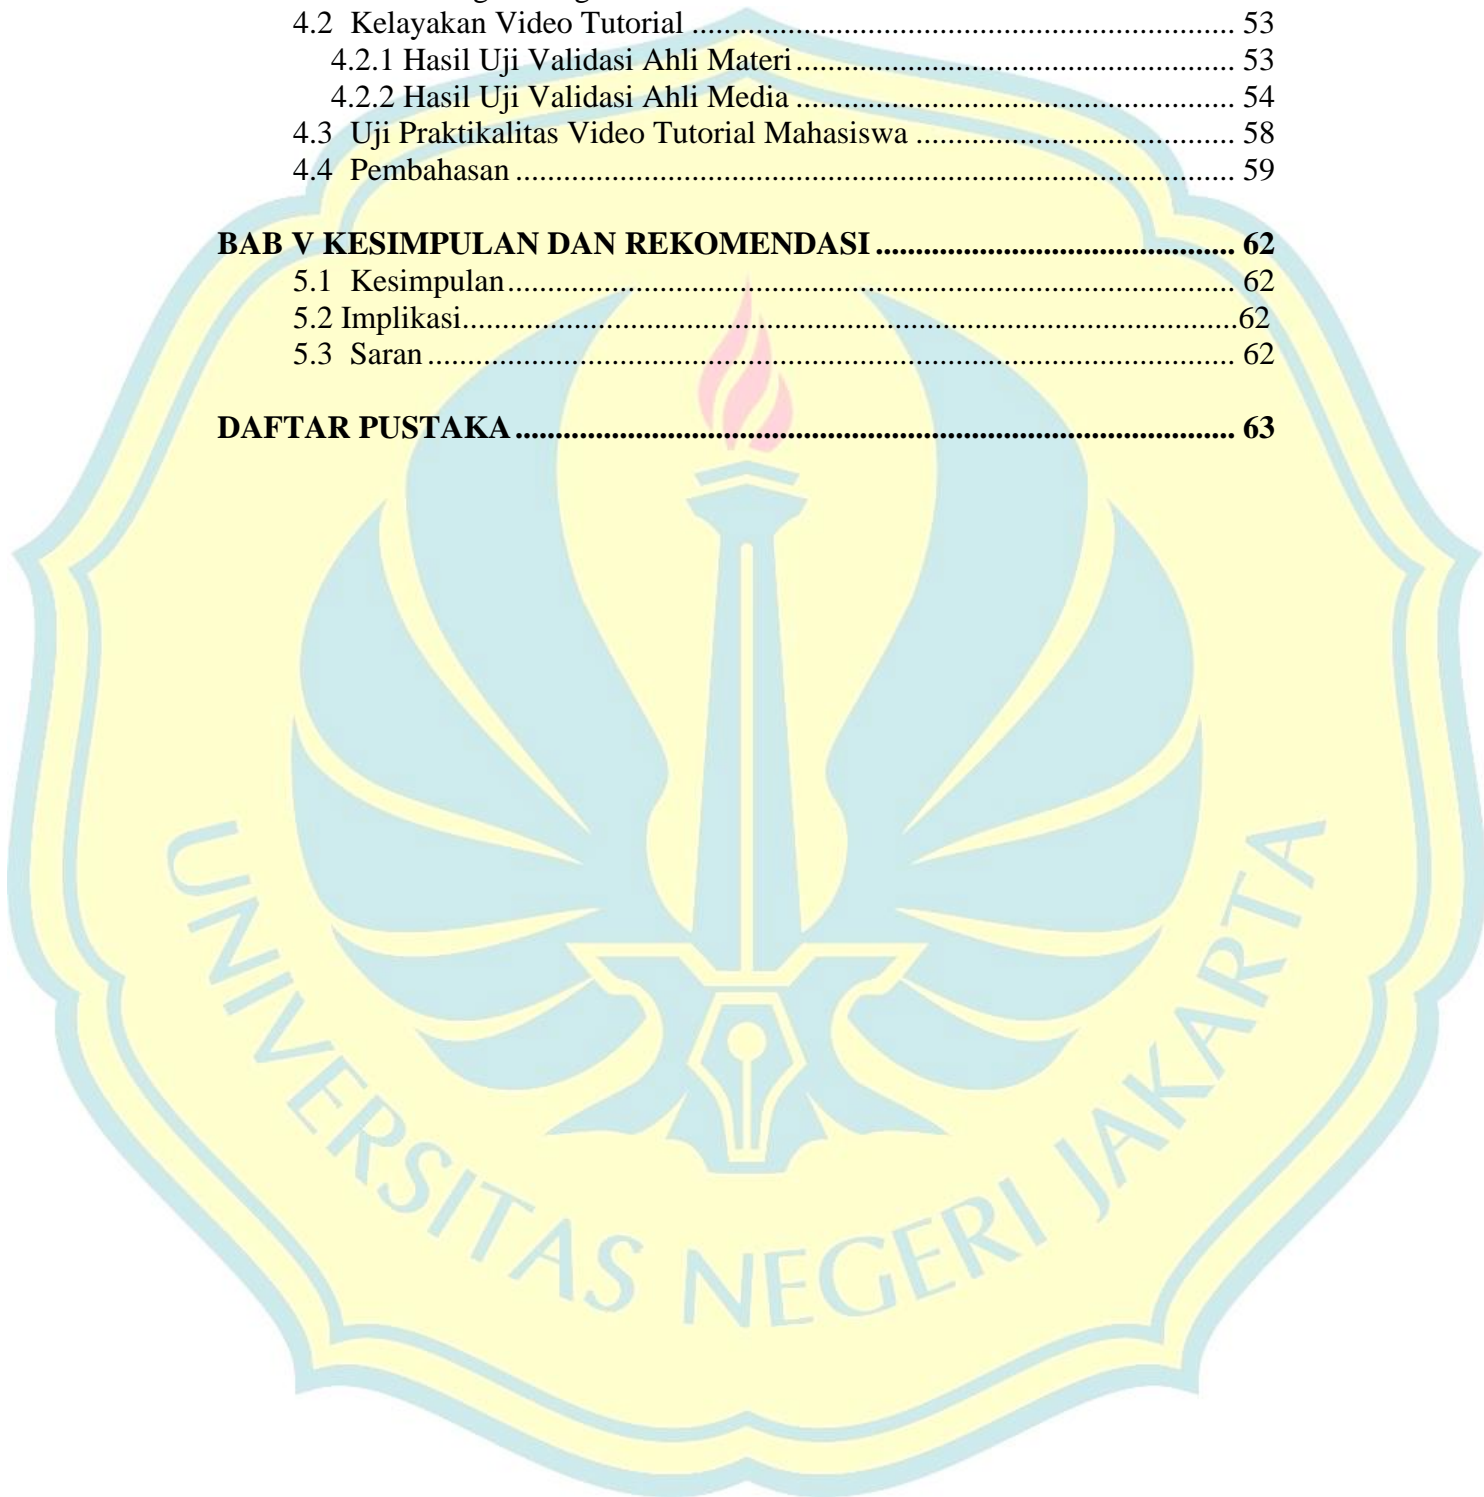 4.2 Kelayakan Video Tutorial ........ 53
4.2.1 Hasil Uji Validasi Ahli Materi ........ 53
4.2.2 Hasil Uji Validasi Ahli Media ........ 54
4.3 Uji Praktikalitas Video Tutorial Mahasiswa ........ 58
4.4 Pembahasan ........ 59
BAB V KESIMPULAN DAN REKOMENDASI ........ 62
5.1 Kesimpulan ........ 62
5.2 Implikasi ........ 62
5.3 Saran ........ 62
DAFTAR PUSTAKA ........ 63
UNIVERSITAS NEGERI JAKARTA